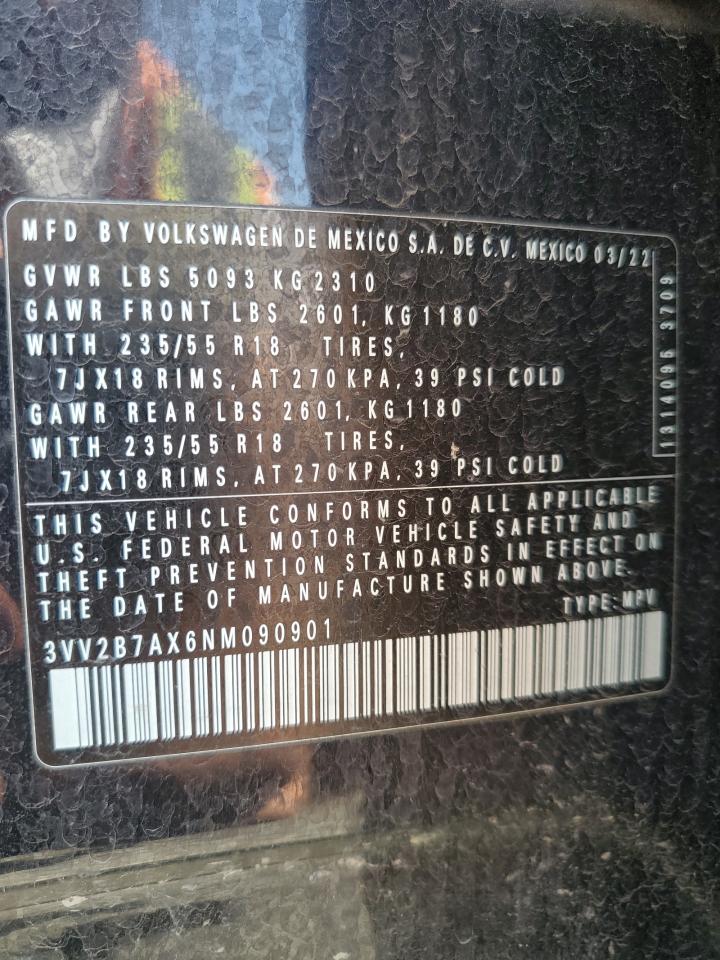 MFD BY VOLKSWAGEN DE MEXICO S.A. DE C.V. MEXICO 03/22
GVWR LBS 5093 KG 2310
GAWR FRONT LBS 2601, KG 1180
WITH 235/55 R18 TIRES,
7JX18 RIMS, AT 270 KPA, 39 PSI COLD
GAWR REAR LBS 2601, KG 1180
WITH 235/55 R18 TIRES,
7JX18 RIMS, AT 270 KPA, 39 PSI COLD
1314096 3709
THIS VEHICLE CONFORMS TO ALL APPLICABLE
U.S. FEDERAL MOTOR VEHICLE SAFETY AND
THEFT PREVENTION STANDARDS IN EFFECT ON
THE DATE OF MANUFACTURE SHOWN ABOVE.
3VV2B7AX6NM090901 TYPE: MPV